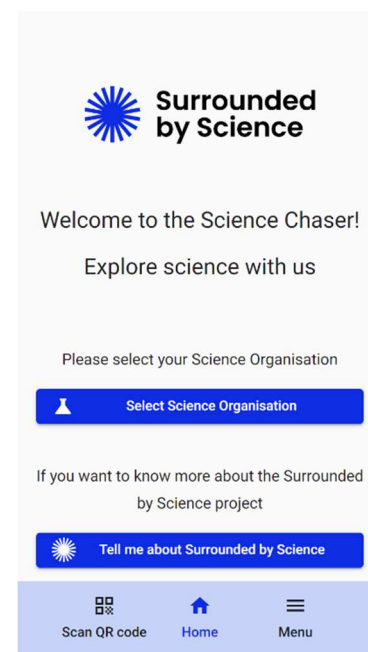 Surrounded
by Science
Welcome to the Science Chaser!
Explore science with us
Please select your Science Organisation
Select Science Organisation
If you want to know more about the Surrounded
by Science project
Tell me about Surrounded by Science
Scan QR code Home Menu